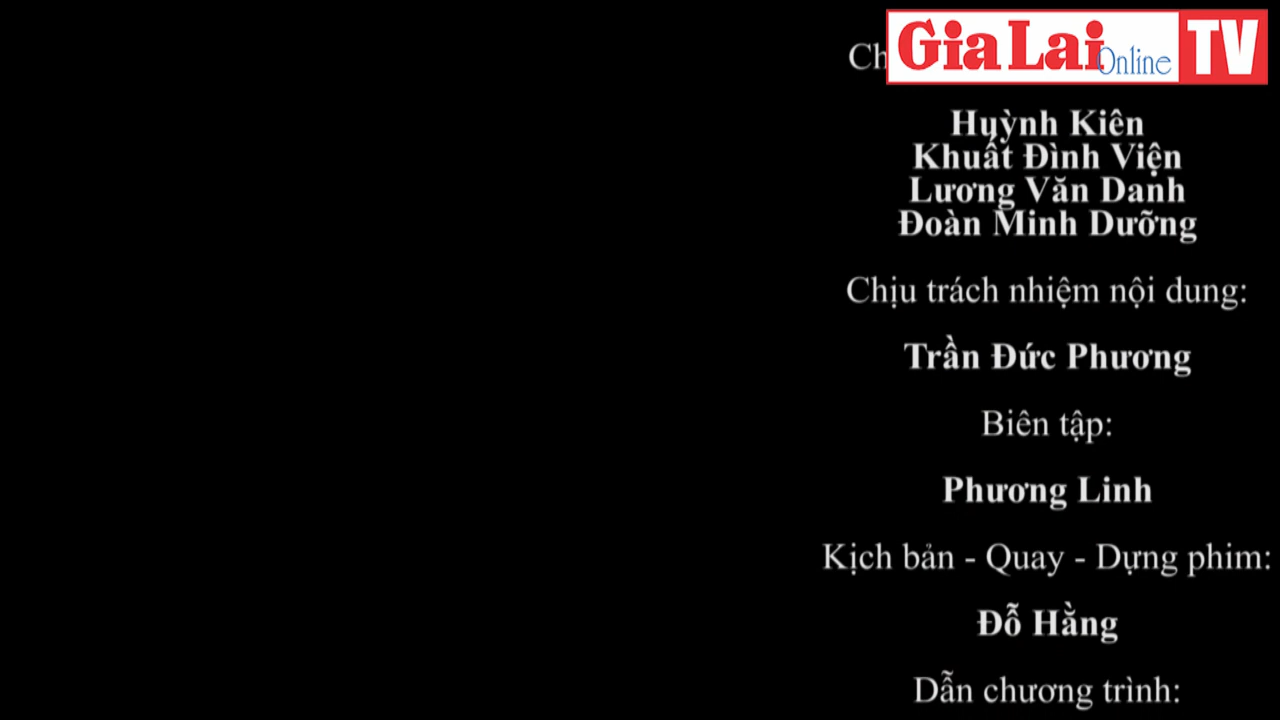 Gia Lai Online TV
Huỳnh Kiên
Khuất Đình Viện
Lương Văn Danh
Đoàn Minh Dưỡng
Chịu trách nhiệm nội dung:
Trần Đức Phương
Biên tập:
Phương Linh
Kịch bản - Quay - Dựng phim:
Đỗ Hằng
Dẫn chương trình: